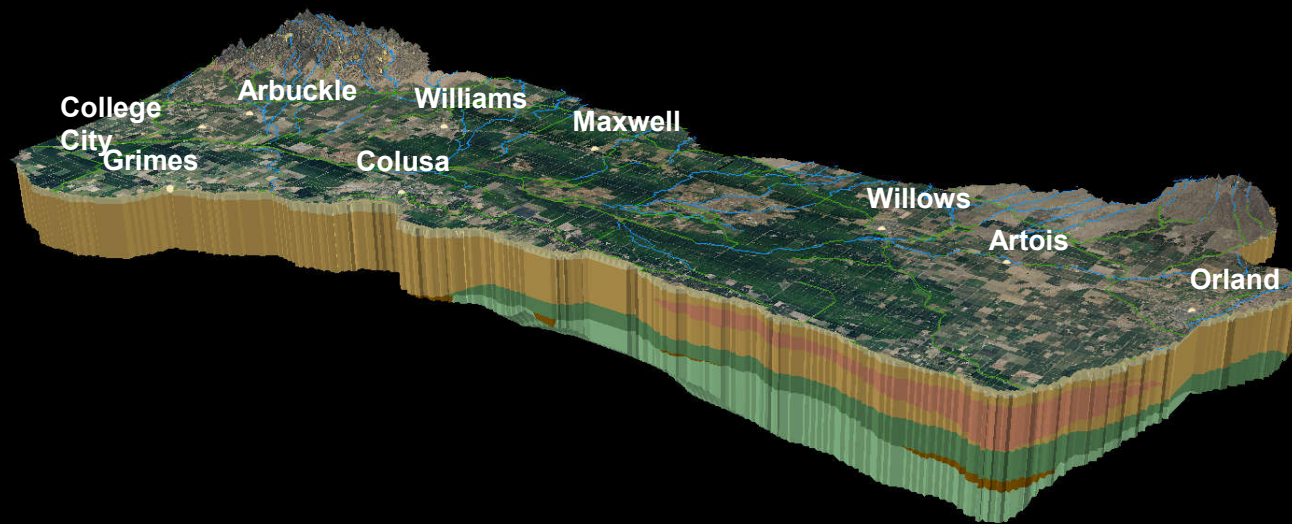 Arbuckle
Williams
College
City
Maxwell
Grimes
Colusa
Willows
Artois
Orland